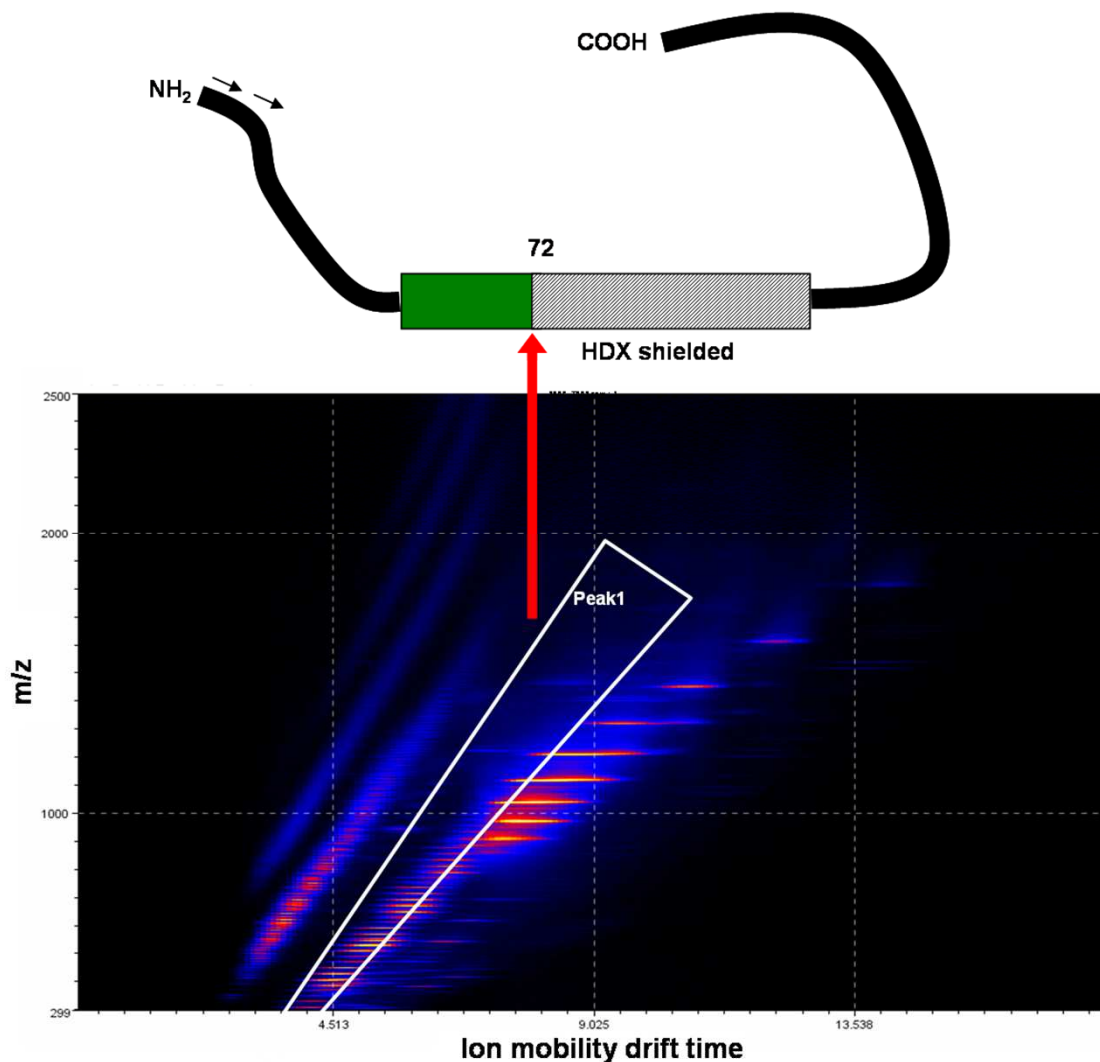 COOH
NH₂
72
HDX shielded
2500
2000
Peak1
m/z
1000
299
4.513
9.025
13.538
Ion mobility drift time